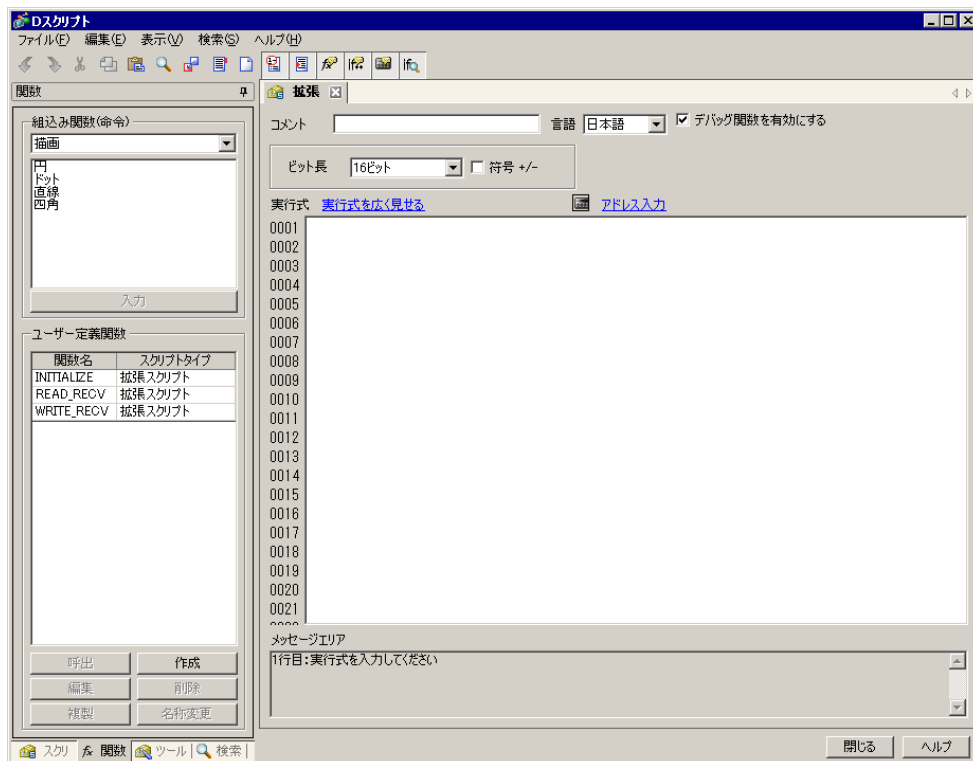 Dスクリプト
ファイル(F) 編集(E) 表示(V) 検索(S) ヘルプ(H)
関数
拡張
組込み関数(命令)
描画
円
ドット
直線
四角
入力
ユーザー定義関数
関数名 スクリプトタイプ
INITIALIZE 拡張スクリプト
READ_RECV 拡張スクリプト
WRITE_RECV 拡張スクリプト
呼出 作成
編集 削除
複製 名称変更
スクリ 関数 ツール 検索
コメント 言語 日本語 デバッグ関数を有効にする
ビット長 16ビット 符号 +/-
実行式 実行式を広く見せる アドレス入力
0001
0002
0003
0004
0005
0006
0007
0008
0009
0010
0011
0012
0013
0014
0015
0016
0017
0018
0019
0020
0021
メッセージエリア
1行目:実行式を入力してください
閉じる ヘルプ